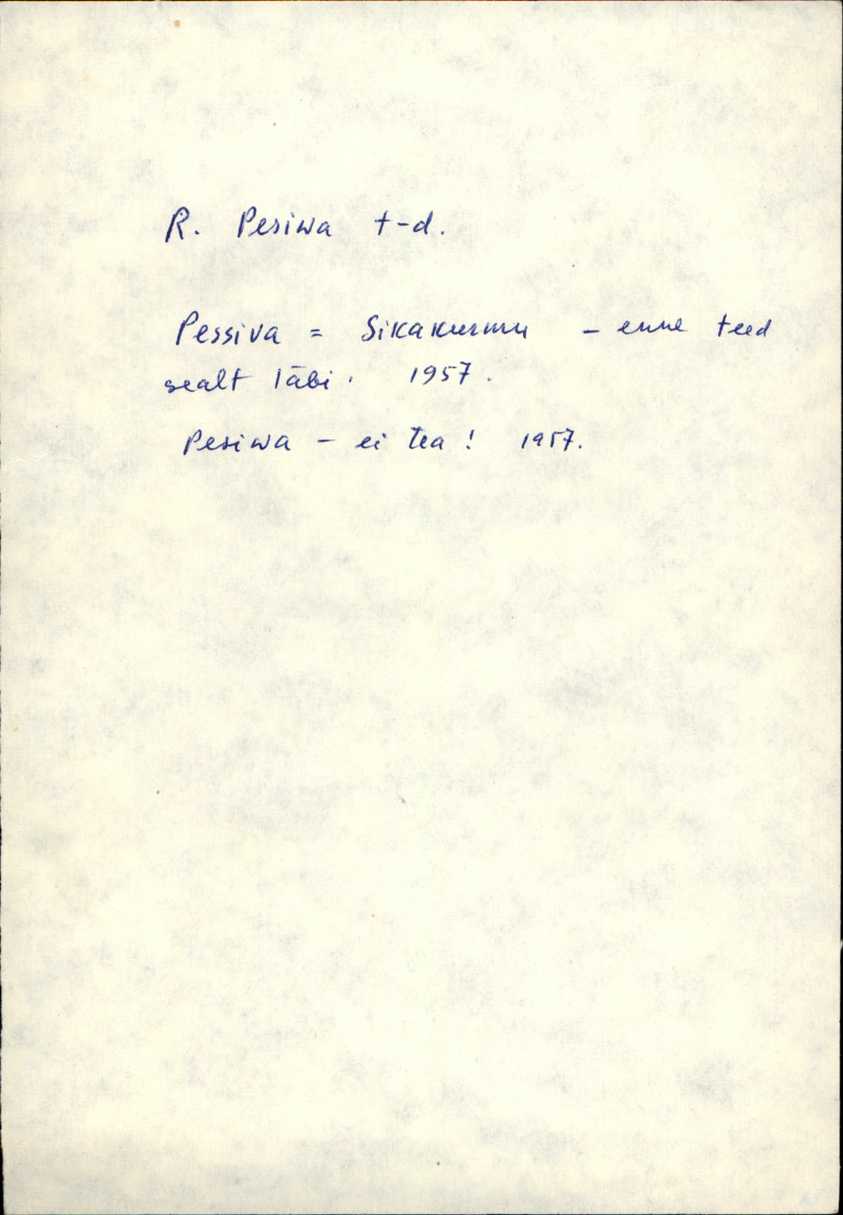 R. Pesiwa t-d.
Pessiva = Sikakurmu - enne teed
sealt läbi. 1957.
Pesiwa - ei tea! 1957.